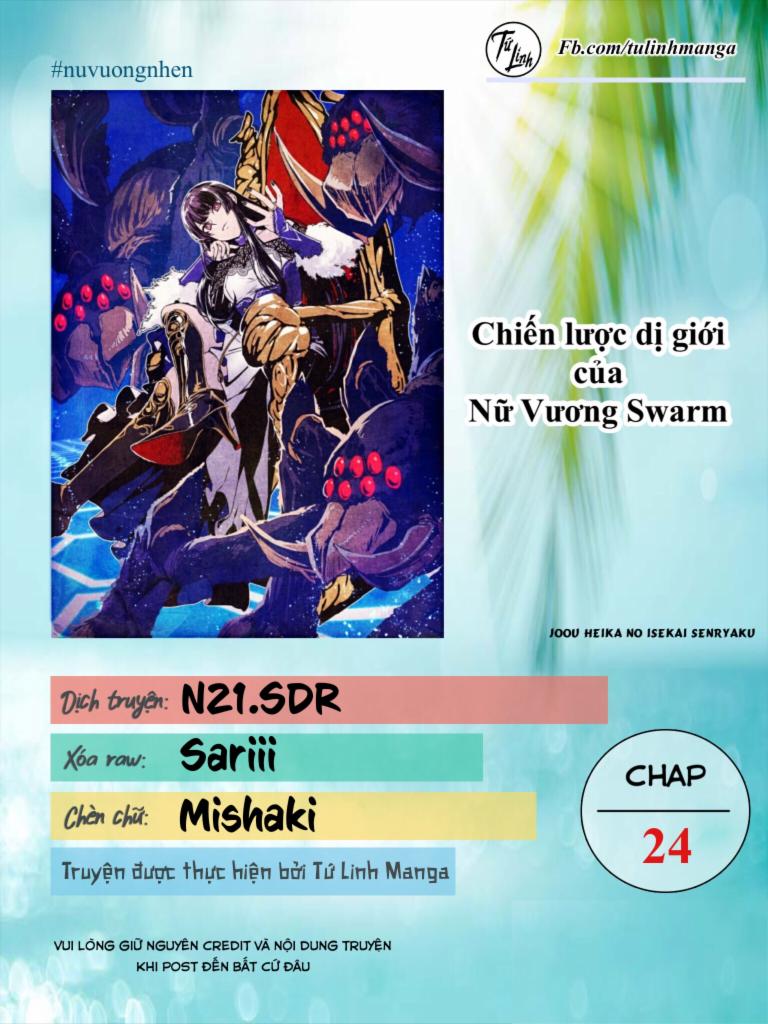 Tứ Linh
Fb.com/tulinhmanga
#nuvuongnhen
Chiến lược dị giới
của
Nữ Vương Swarm
JOOU HEIKA NO ISEKAI SENRYAKU
Dịch truyện: N21.SDR
Xóa raw: Sariii
Chèn chữ: Mishaki
Truyện được thực hiện bởi Tứ Linh Manga
CHAP
24
VUI LÒNG GIỮ NGUYÊN CREDIT VÀ NỘI DUNG TRUYỆN
KHI POST ĐẾN BẤT CỨ ĐÂU